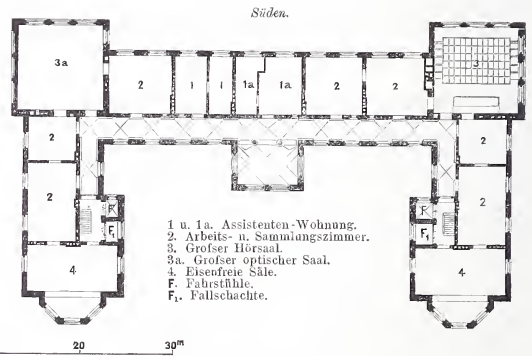 Süden.
3a
2
1
1
1a
1a
2
2
3
2
2
2
2
F
F₁
F
F₁
4
4
1 u. 1a. Assistenten-Wohnung.
2. Arbeits- u. Sammlungszimmer.
3. Grofser Hörsaal.
3a. Grofser optischer Saal.
4. Eisenfreie Säle.
F. Fahrstühle.
F₁. Fallschachte.
20 30ᵐ